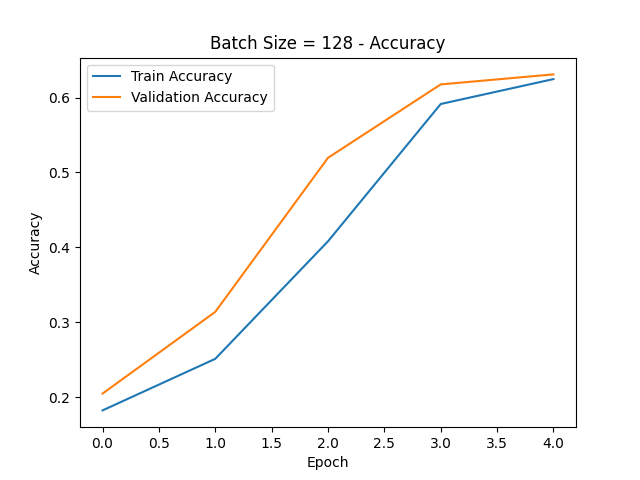 Batch Size = 128 - Accuracy
Train Accuracy
Validation Accuracy
0.6
0.5
0.4
0.3
0.2
Accuracy
0.0 0.5 1.0 1.5 2.0 2.5 3.0 3.5 4.0
Epoch